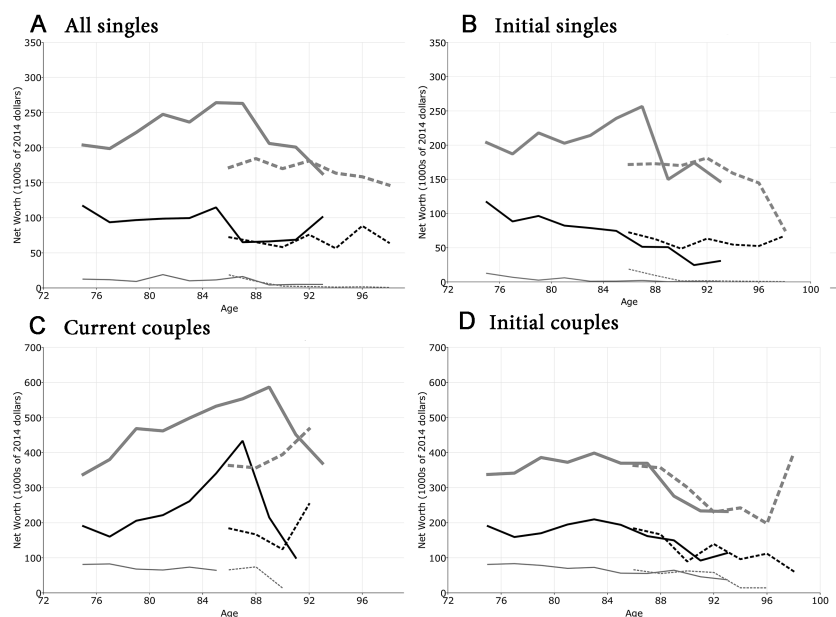 A All singles
350
300
250
200
150
100
50
0
72 76 80 84 88 92 96
Net Worth (1000s of 2014 dollars)
Age
B Initial singles
350
300
250
200
150
100
50
0
72 76 80 84 88 92 96 100
Net Worth (1000s of 2014 dollars)
Age
C Current couples
700
600
500
400
300
200
100
0
72 76 80 84 88 92 96
Net Worth (1000s of 2014 dollars)
Age
D Initial couples
700
600
500
400
300
200
100
0
72 76 80 84 88 92 96 100
Net Worth (1000s of 2014 dollars)
Age